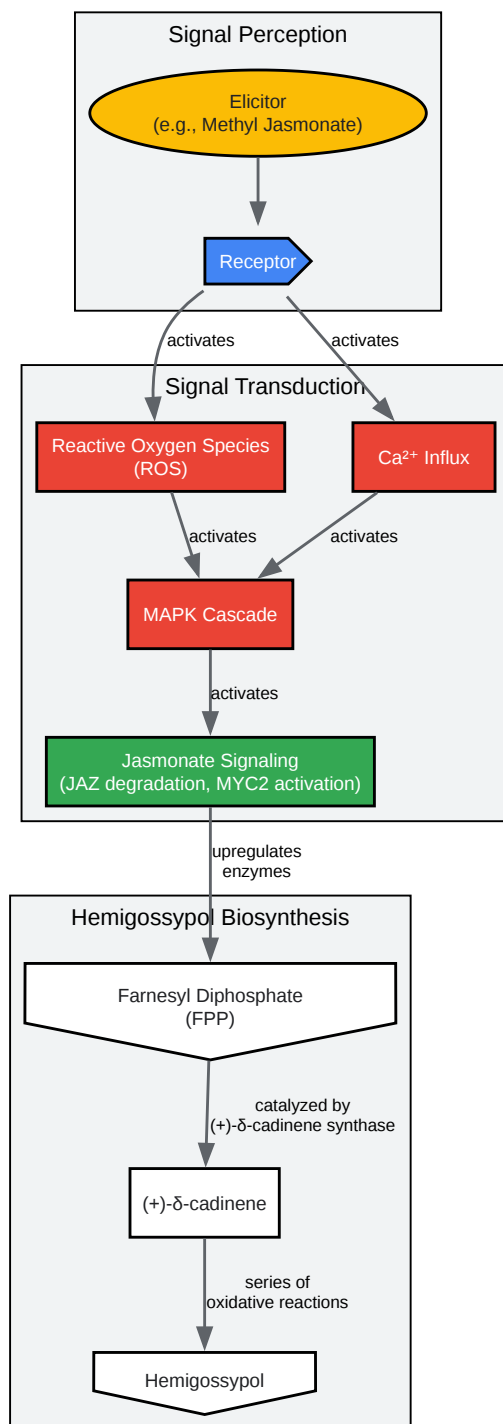 Signal Perception
Elicitor
(e.g., Methyl Jasmonate)
Receptor
activates
activates
Signal Transduction
Reactive Oxygen Species
(ROS)
Ca²⁺ Influx
activates
activates
MAPK Cascade
activates
Jasmonate Signaling
(JAZ degradation, MYC2 activation)
upregulates
enzymes
Hemigossypol Biosynthesis
Farnesyl Diphosphate
(FPP)
catalyzed by
(+)-δ-cadinene synthase
(+)-δ-cadinene
series of
oxidative reactions
Hemigossypol